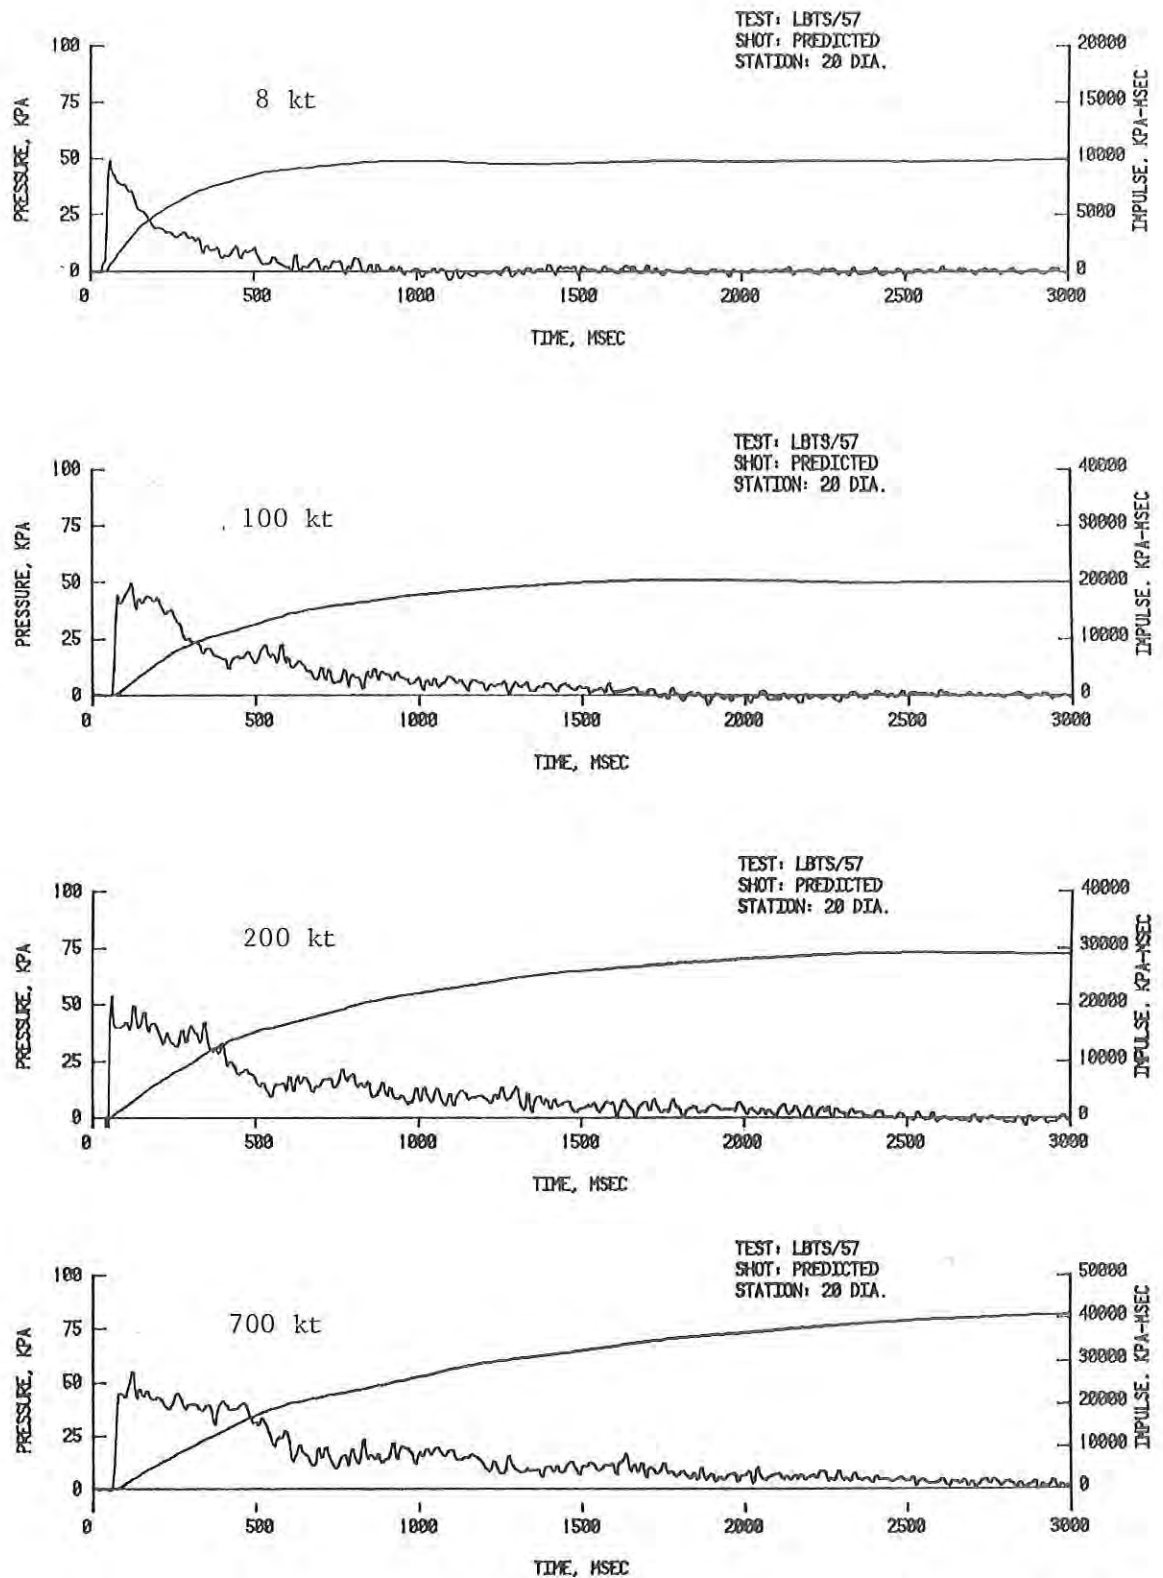 TEST: LBTS/57
SHOT: PREDICTED
STATION: 20 DIA.
100
75
50
25
0
PRESSURE, KPA
8 kt
20000
15000
10000
5000
0
IMPULSE, KPA-MSEC
0 500 1000 1500 2000 2500 3000
TIME, MSEC
TEST: LBTS/57
SHOT: PREDICTED
STATION: 20 DIA.
100
75
50
25
0
PRESSURE, KPA
100 kt
40000
30000
20000
10000
0
IMPULSE, KPA-MSEC
0 500 1000 1500 2000 2500 3000
TIME, MSEC
TEST: LBTS/57
SHOT: PREDICTED
STATION: 20 DIA.
100
75
50
25
0
PRESSURE, KPA
200 kt
40000
30000
20000
10000
0
IMPULSE, KPA-MSEC
0 500 1000 1500 2000 2500 3000
TIME, MSEC
TEST: LBTS/57
SHOT: PREDICTED
STATION: 20 DIA.
100
75
50
25
0
PRESSURE, KPA
700 kt
50000
40000
30000
20000
10000
0
IMPULSE, KPA-MSEC
0 500 1000 1500 2000 2500 3000
TIME, MSEC